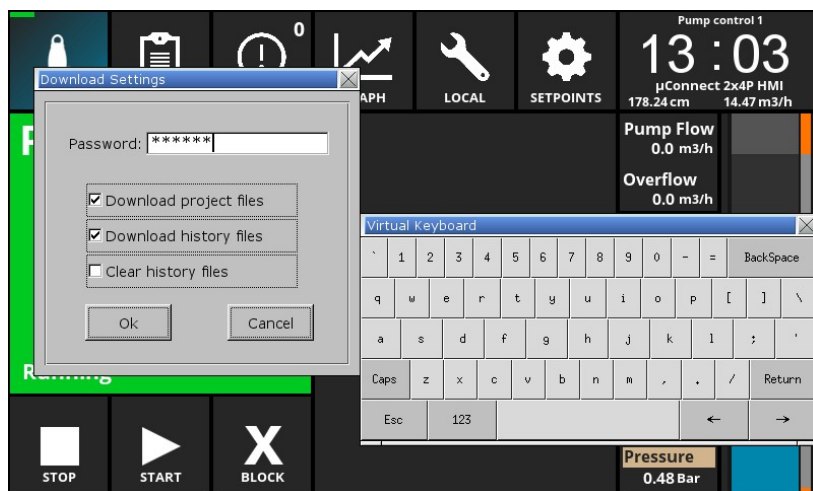 0
Pump control 1
13 : 03
µConnect 2x4P HMI
178.24 cm 14.47 m3/h
LOCAL
SETPOINTS
Download Settings
Password: ******
Download project files
Download history files
Clear history files
Ok Cancel
Pump Flow
0.0 m3/h
Overflow
0.0 m3/h
Virtual Keyboard
` 1 2 3 4 5 6 7 8 9 0 - = BackSpace
q w e r t y u i o p [ ] \
a s d f g h j k l ; '
Caps z x c v b n m , . / Return
Esc 123 ← →
STOP
START
X
BLOCK
Pressure
0.48 Bar